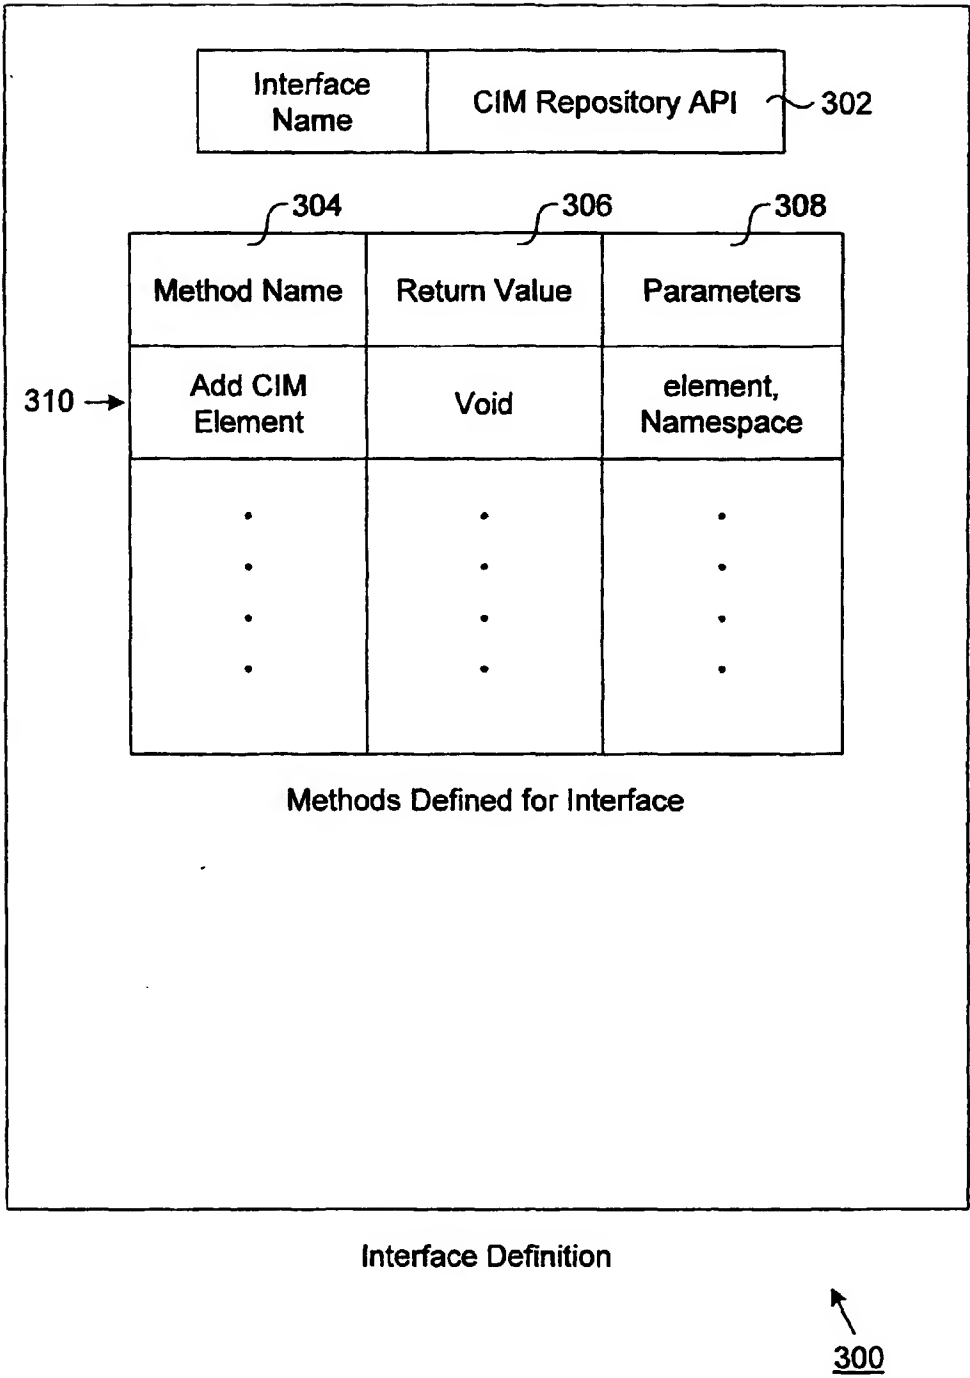 Interface Name
CIM Repository API
302
304
306
308
Method Name
Return Value
Parameters
310
Add CIM Element
Void
element, Namespace
Methods Defined for Interface
Interface Definition
300